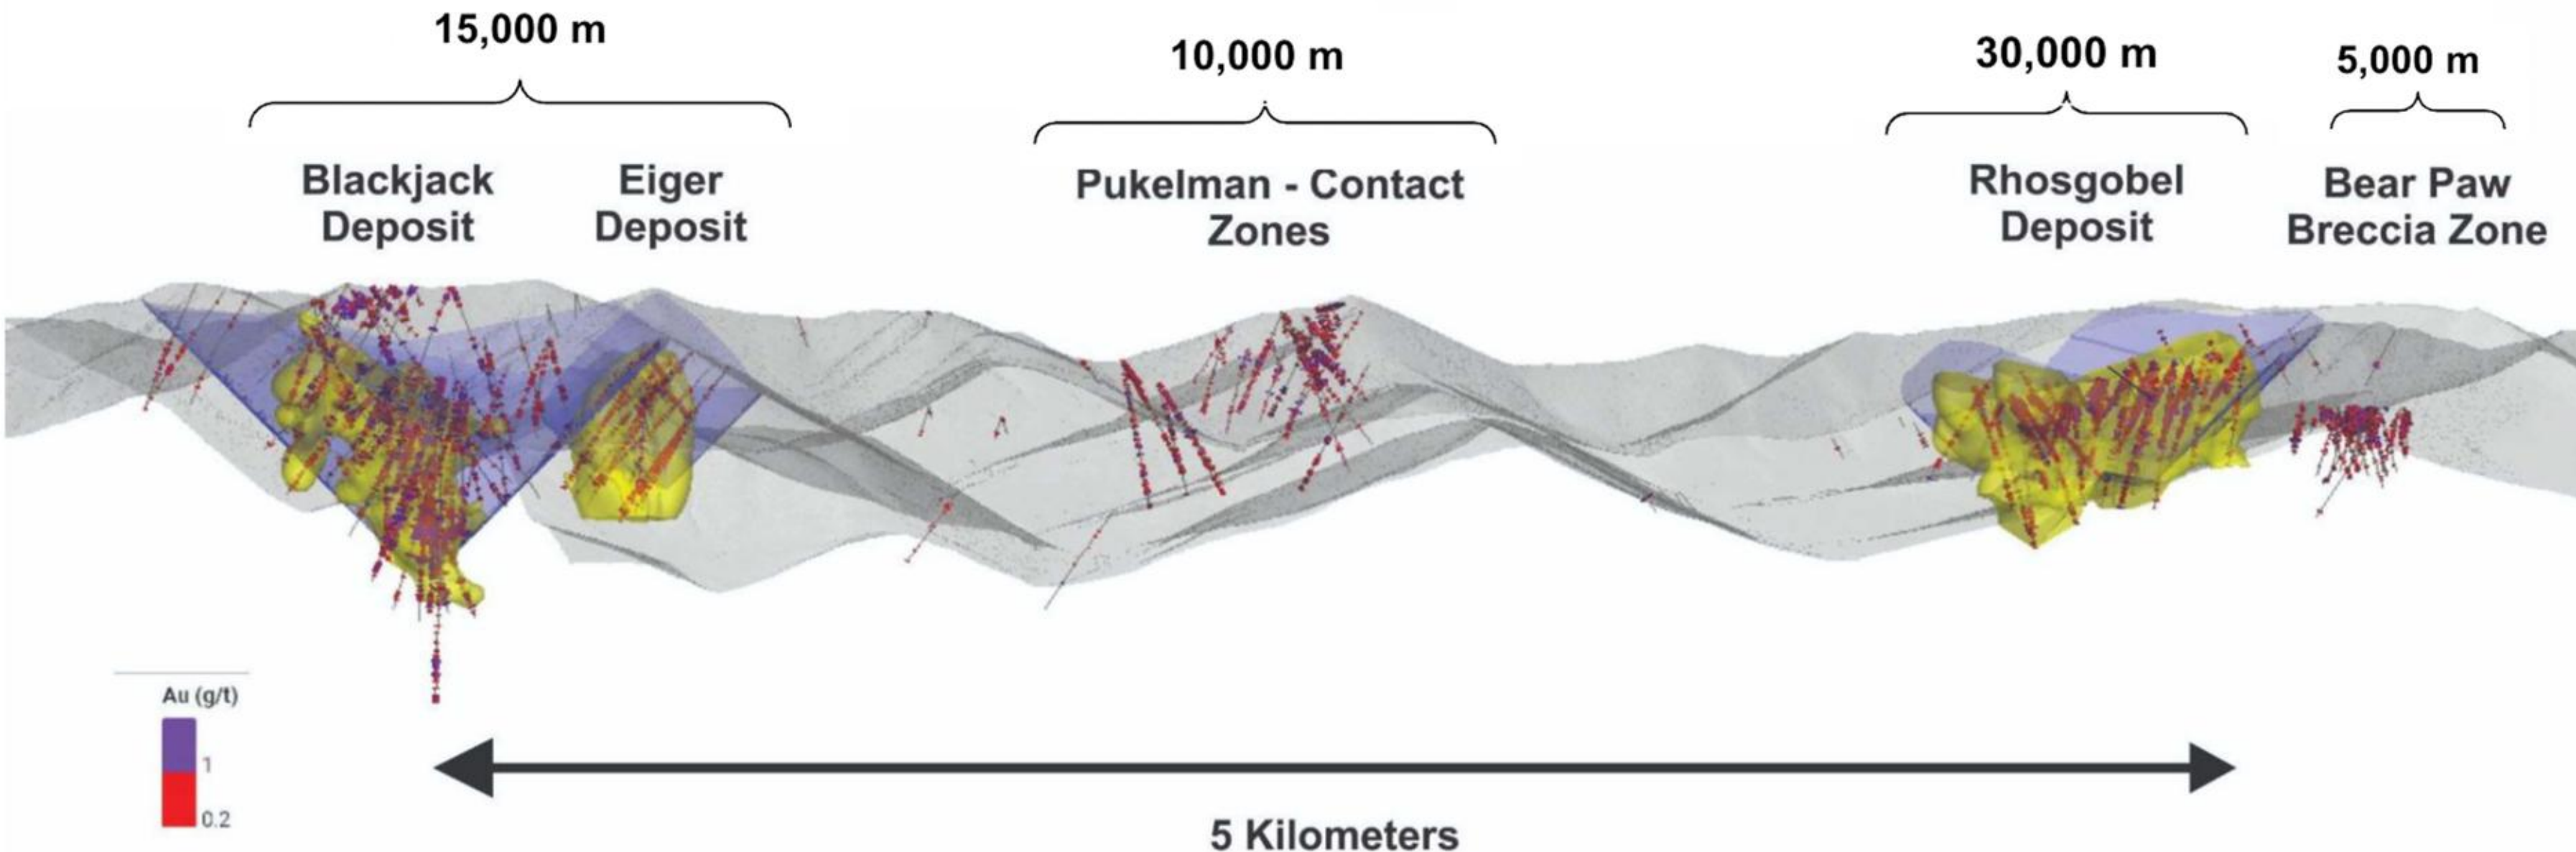 15,000 m
10,000 m
30,000 m
5,000 m
Blackjack
Deposit
Eiger
Deposit
Pukelman - Contact
Zones
Rhosgobel
Deposit
Bear Paw
Breccia Zone
Au (g/t)
1
0.2
5 Kilometers